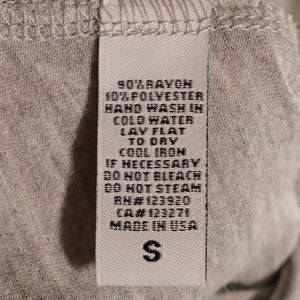 90% RAYON
10% POLYESTER
HAND WASH IN
COLD WATER
LAY FLAT
TO DRY
COOL IRON
IF NECESSARY
DO NOT BLEACH
DO NOT STEAM
RN#123920
CA#123271
MADE IN USA
S